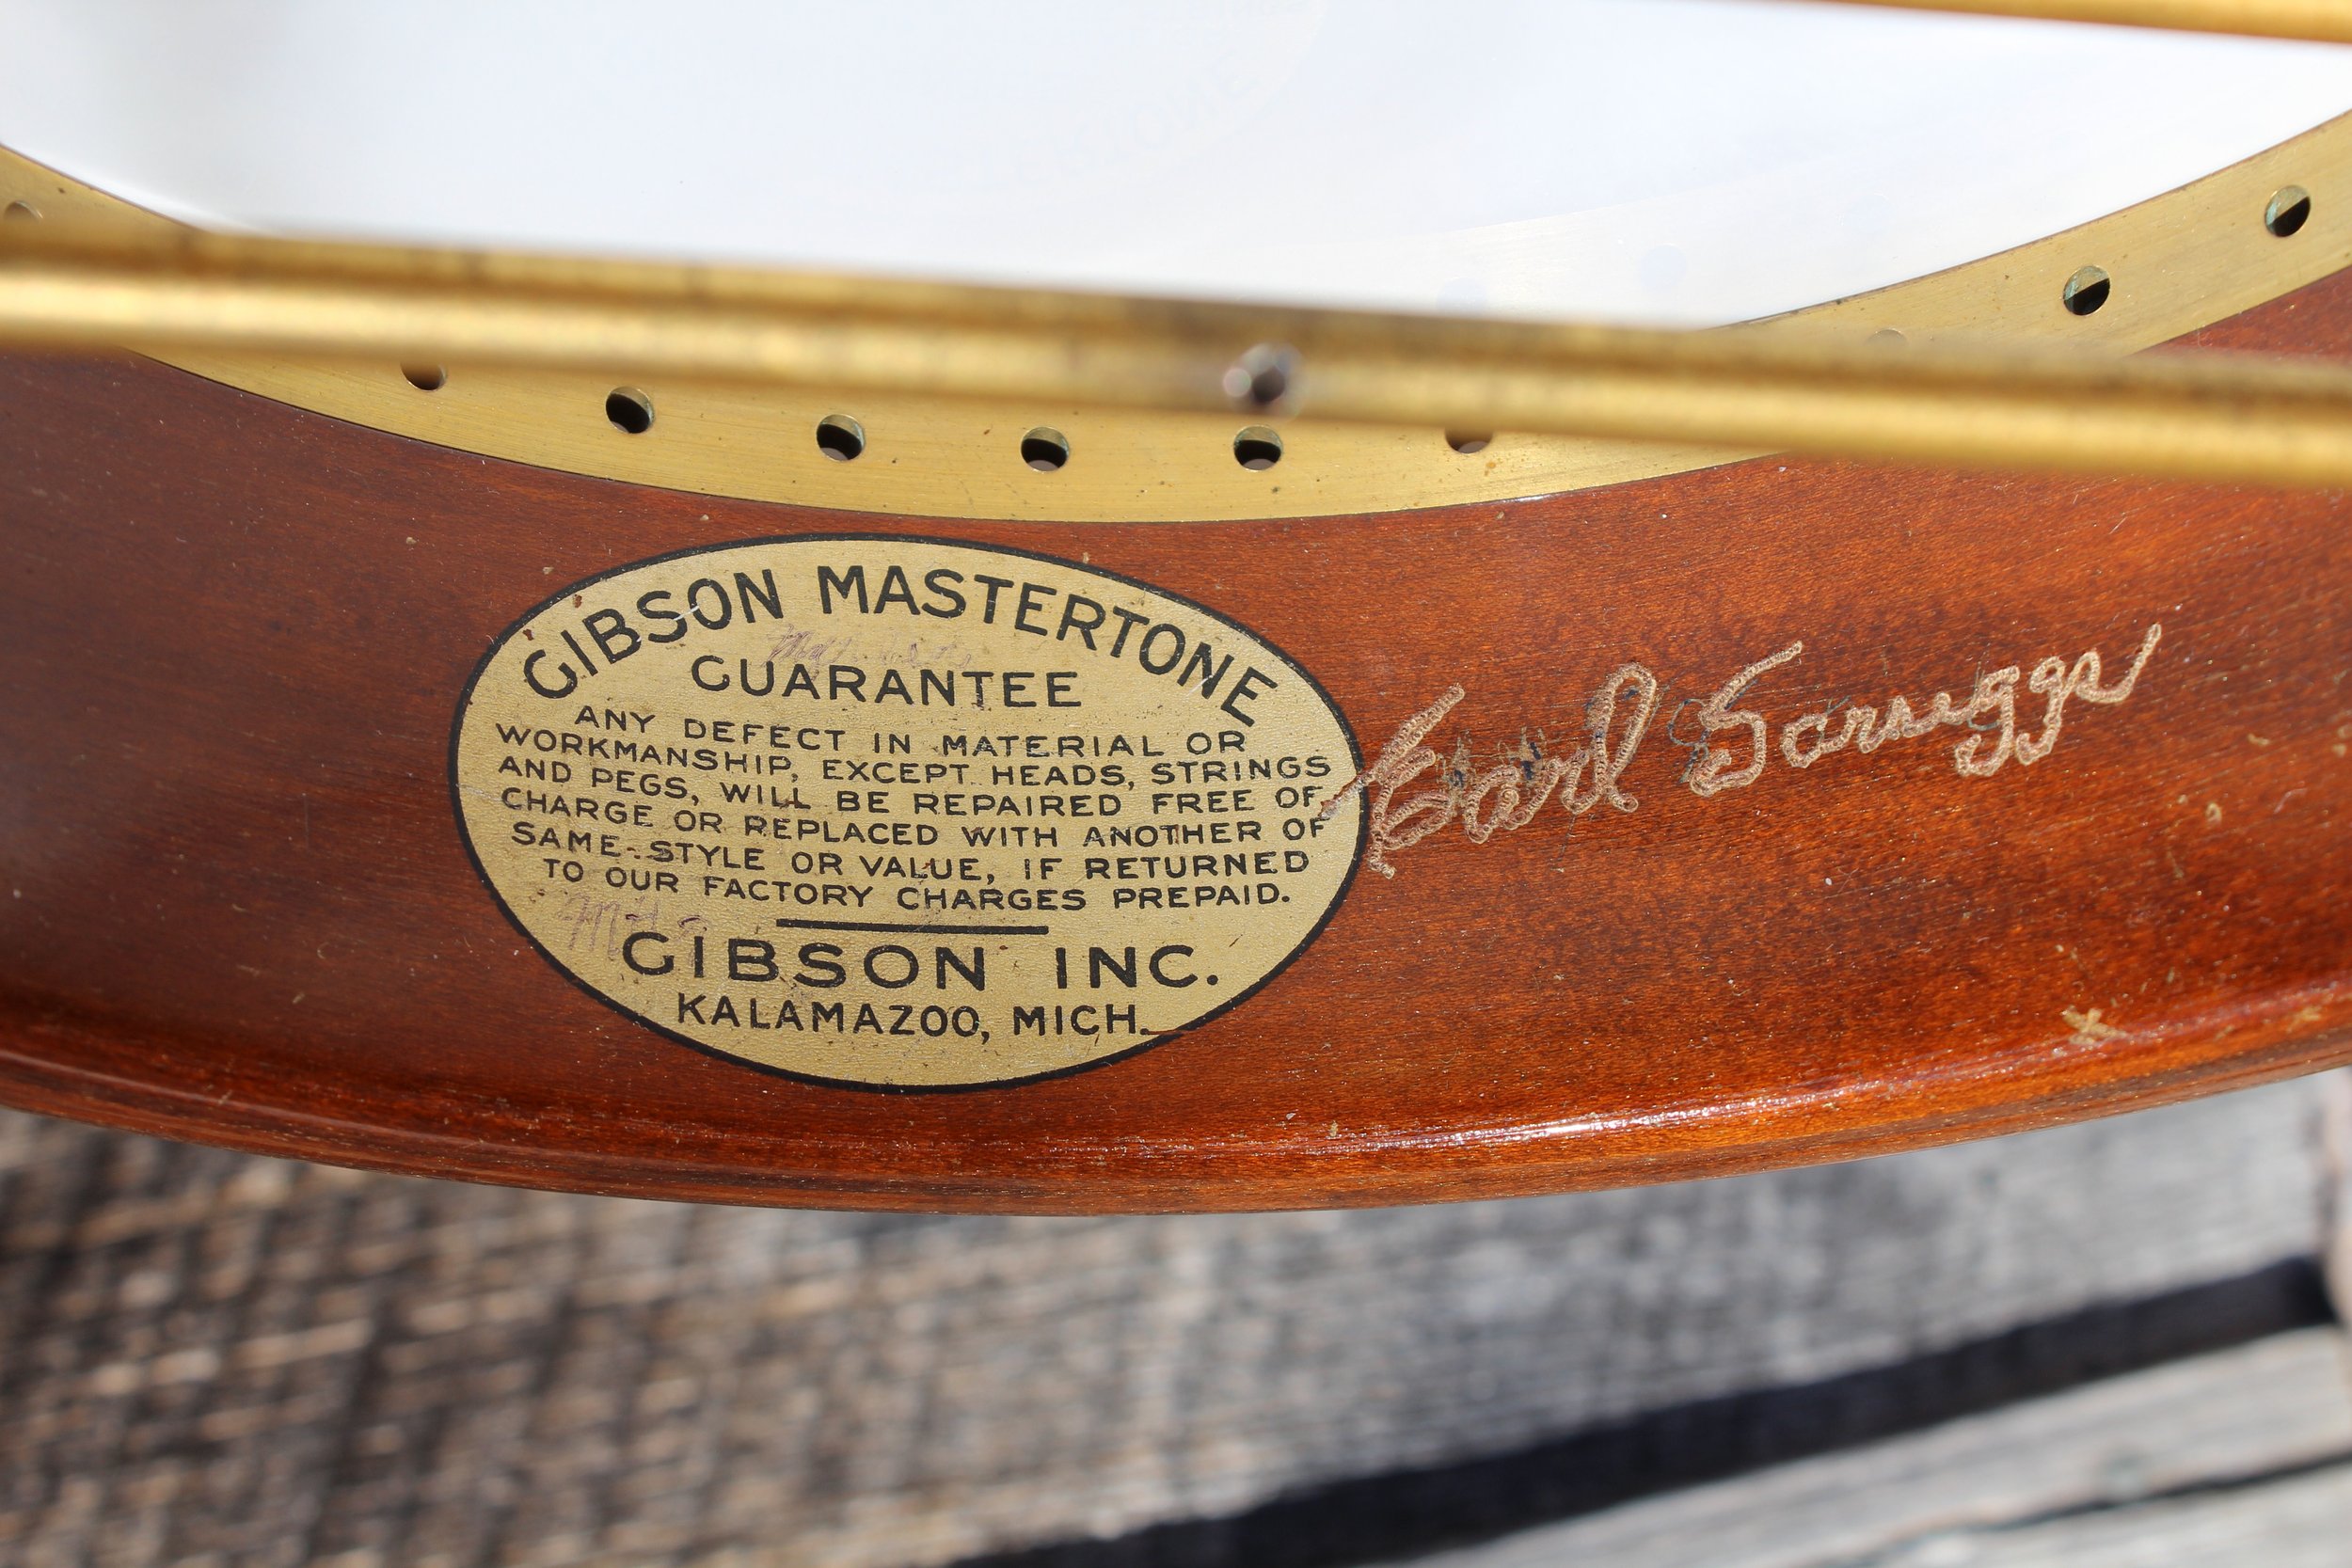 GIBSON MASTERTONE
GUARANTEE
ANY DEFECT IN MATERIAL OR
WORKMANSHIP, EXCEPT HEADS, STRINGS
AND PEGS, WILL BE REPAIRED FREE OF
CHARGE OR REPLACED WITH ANOTHER OF
SAME STYLE OR VALUE, IF RETURNED
TO OUR FACTORY CHARGES PREPAID.
GIBSON INC.
KALAMAZOO, MICH.
Earl Scruggs